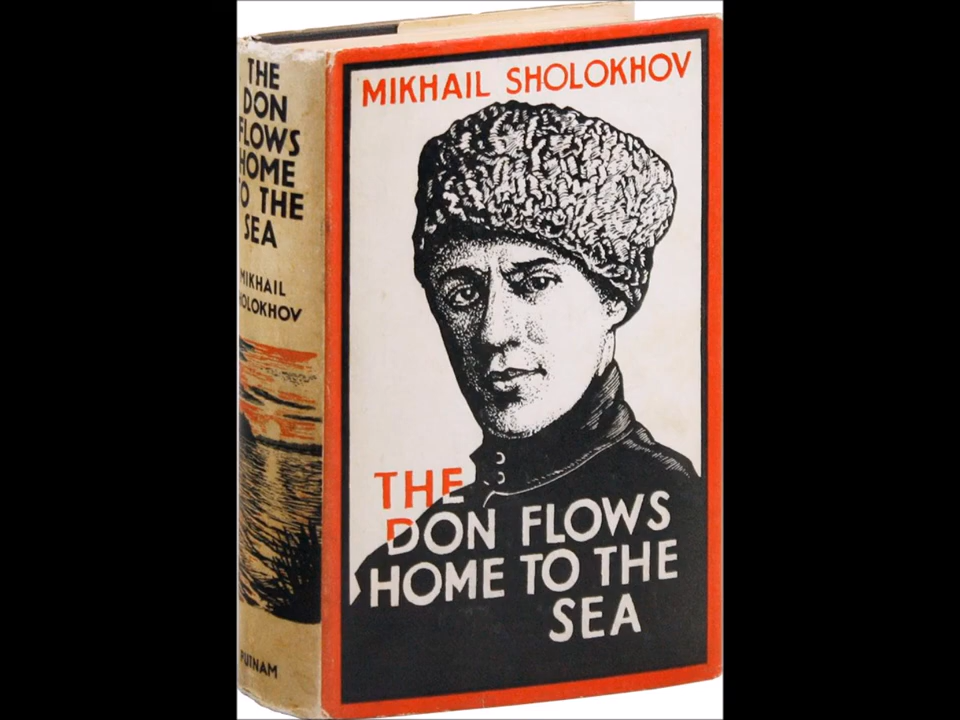 THE
DON
FLOWS
HOME
TO THE
SEA
MIKHAIL
SHOLOKHOV
PUTNAM
MIKHAIL SHOLOKHOV
THE
DON FLOWS
HOME TO THE
SEA